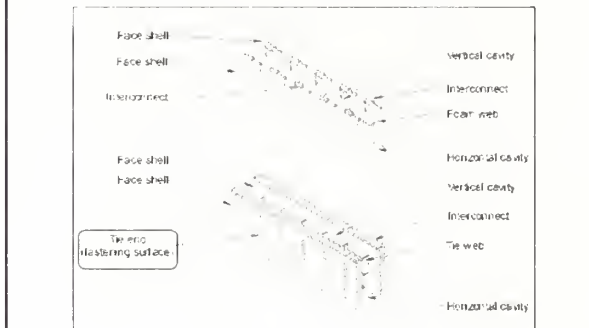 Face shell
Face shell
Interconnect
Vertical cavity
Interconnect
Foam web
Horizontal cavity
Face shell
Face shell
Tie end
(fastening surface)
Vertical cavity
Interconnect
Tie web
Horizontal cavity